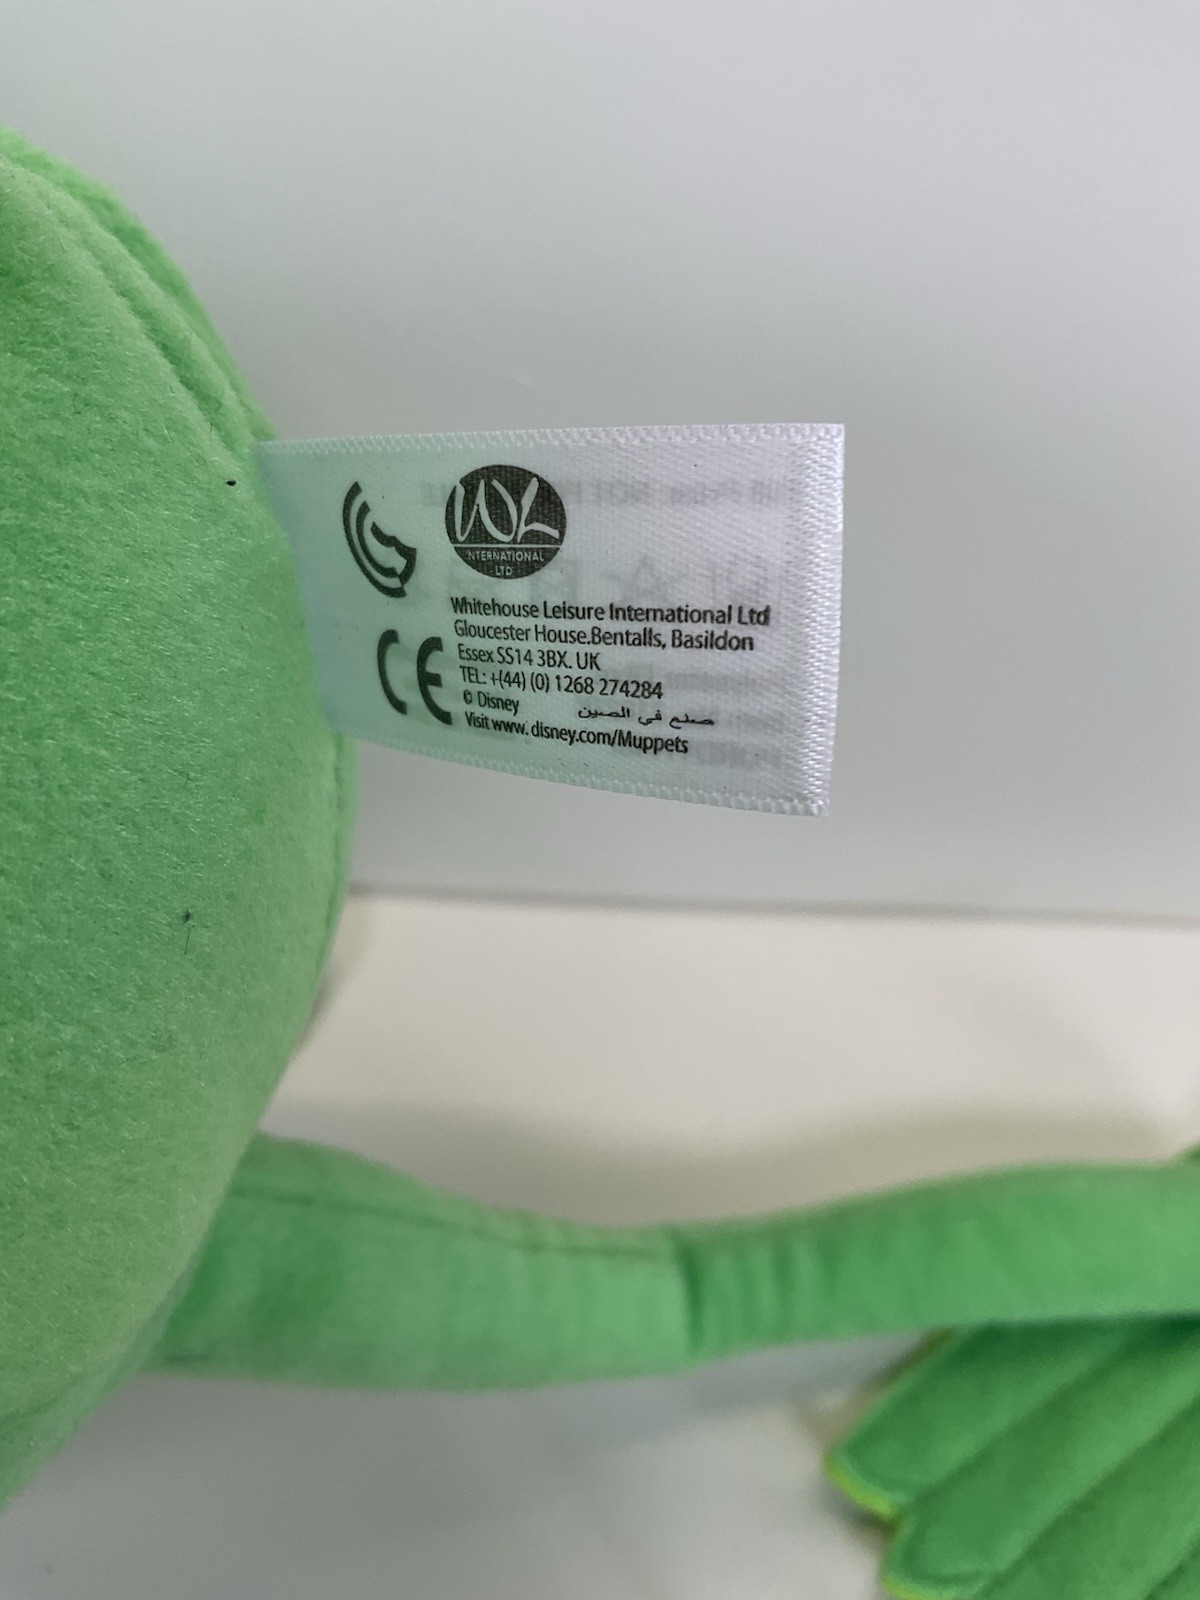 WL
INTERNATIONAL
LTD
Whitehouse Leisure International Ltd
Gloucester House.Bentalls, Basildon
Essex SS14 3BX. UK
TEL: +(44) (0) 1268 274284
© Disney صنع في الصين
Visit www.disney.com/Muppets
CE